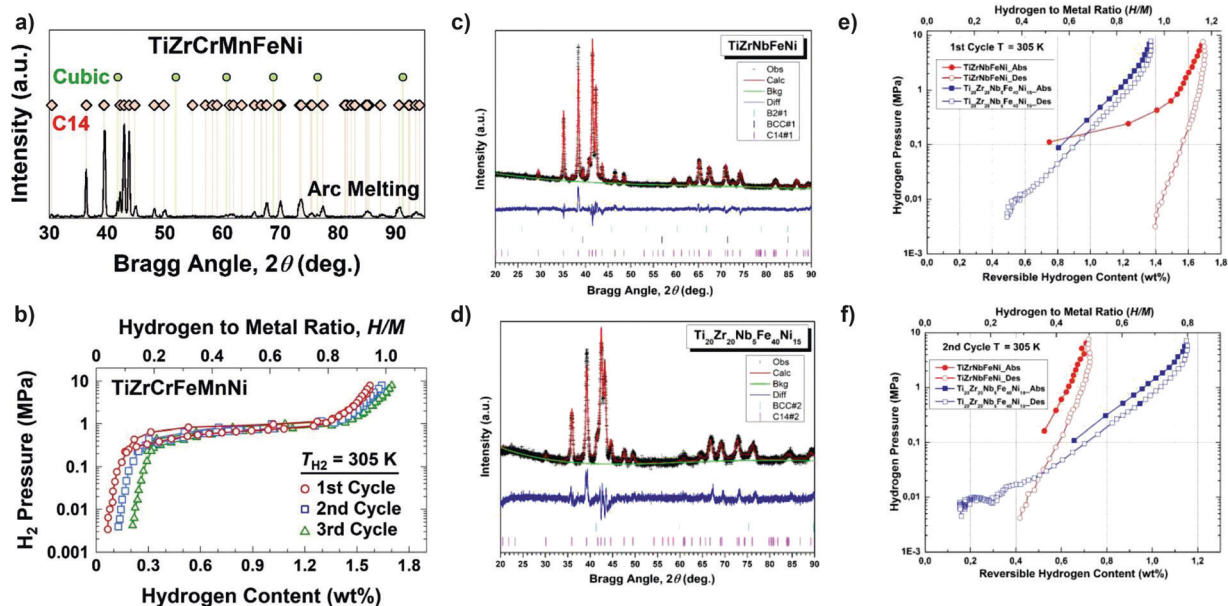 a)
TiZrCrMnFeNi
Cubic
C14
Arc Melting
Intensity (a.u.)
30 40 50 60 70 80 90
Bragg Angle, 2θ (deg.)
b)
Hydrogen to Metal Ratio, H/M
0 0.2 0.4 0.6 0.8 1.0
TiZrCrFeMnNi
H₂ Pressure (MPa)
10
1
0.1
0.01
0.001
T_H2 = 305 K
1st Cycle
2nd Cycle
3rd Cycle
0 0.3 0.6 0.9 1.2 1.5 1.8
Hydrogen Content (wt%)
c)
TiZrNbFeNi
Obs
Calc
Bkg
Diff
B2#1
BCC#1
C14#1
Intensity (a.u.)
20 25 30 35 40 45 50 55 60 65 70 75 80 85 90
Bragg Angle, 2θ (deg.)
d)
Ti₂₀Zr₂₀Nb₅Fe₄₀Ni₁₅
Obs
Calc
Bkg
Diff
BCC#2
C14#2
Intensity (a.u.)
20 25 30 35 40 45 50 55 60 65 70 75 80 85 90
Bragg Angle, 2θ (deg.)
e)
Hydrogen to Metal Ratio (H/M)
0,0 0,2 0,4 0,6 0,8 1,0 1,2
1st Cycle T = 305 K
TiZrNbFeNi_Abs
TiZrNbFeNi_Des
Hydrogen Pressure (MPa)
10
1
0,1
0,01
1E-3
0,0 0,2 0,4 0,6 0,8 1,0 1,2 1,4 1,6 1,8
Reversible Hydrogen Content (wt%)
f)
Hydrogen to Metal Ratio (H/M)
0,0 0,2 0,4 0,6 0,8
2nd Cycle T = 305 K
TiZrNbFeNi_Abs
TiZrNbFeNi_Des
Hydrogen Pressure (MPa)
10
1
0,1
0,01
1E-3
0,0 0,2 0,4 0,6 0,8 1,0 1,2
Reversible Hydrogen Content (wt%)